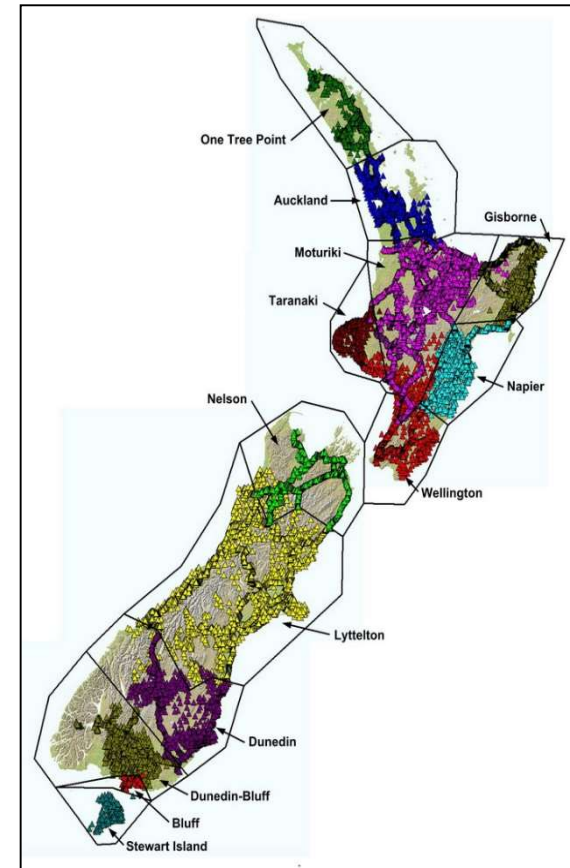 One Tree Point
Auckland
Gisborne
Moturiki
Taranaki
Napier
Nelson
Wellington
Lyttelton
Dunedin
Dunedin-Bluff
Bluff
Stewart Island